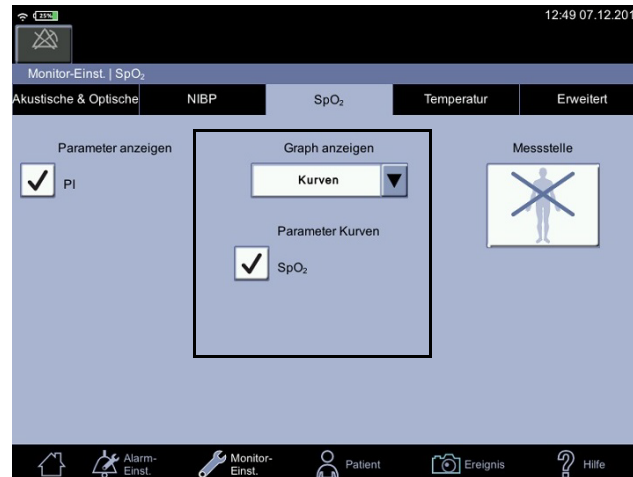 25% 12:49 07.12.201
Monitor-Einst. | SpO₂
Akustische & Optische NIBP SpO₂ Temperatur Erweitert
Parameter anzeigen Graph anzeigen Messstelle
PI Kurven
Parameter Kurven
SpO₂
Alarm-
Einst.
Monitor-
Einst.
Patient
Ereignis
Hilfe